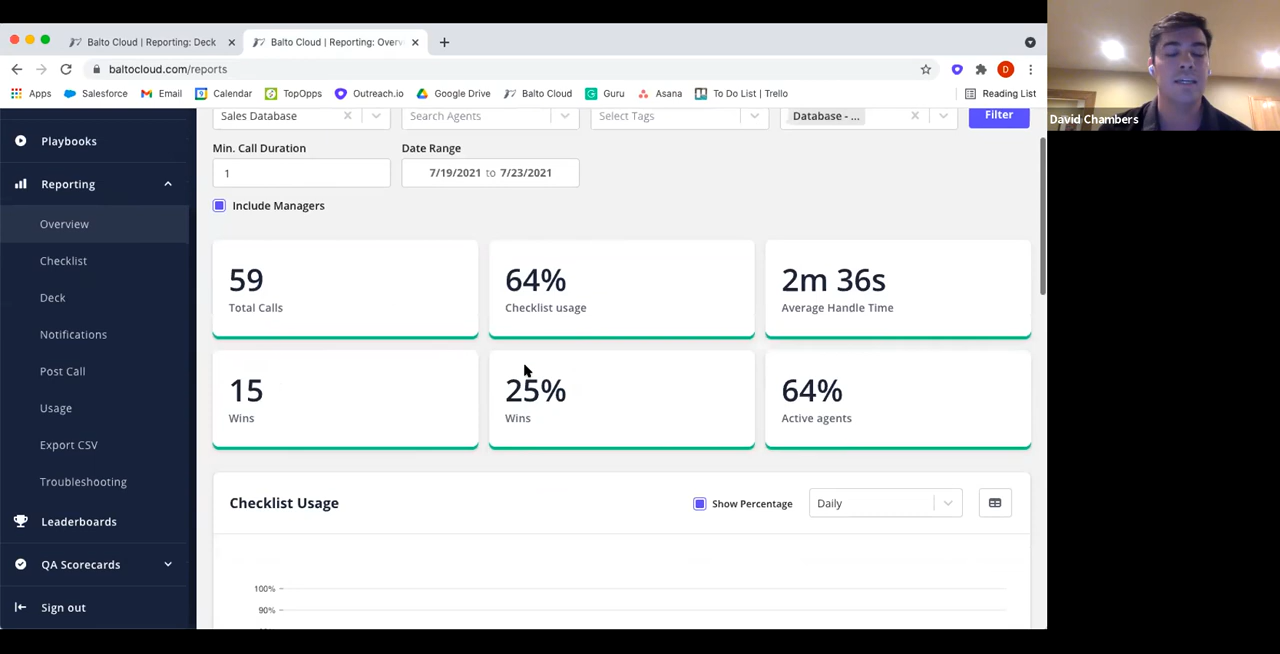 Balto Cloud | Reporting: Deck
Balto Cloud | Reporting: Overv
baltocloud.com/reports
D
Apps
Salesforce
Email
Calendar
TopOpps
Outreach.io
Google Drive
Balto Cloud
Guru
Asana
To Do List | Trello
Reading List
David Chambers
Sales Database
Search Agents
Select Tags
Database - ...
Filter
Min. Call Duration
Date Range
1
7/19/2021 to 7/23/2021
Include Managers
Playbooks
Reporting
Overview
Checklist
Deck
Notifications
Post Call
Usage
Export CSV
Troubleshooting
Leaderboards
QA Scorecards
Sign out
59
Total Calls
64%
Checklist usage
2m 36s
Average Handle Time
15
Wins
25%
Wins
64%
Active agents
Checklist Usage
Show Percentage
Daily
100%
90%